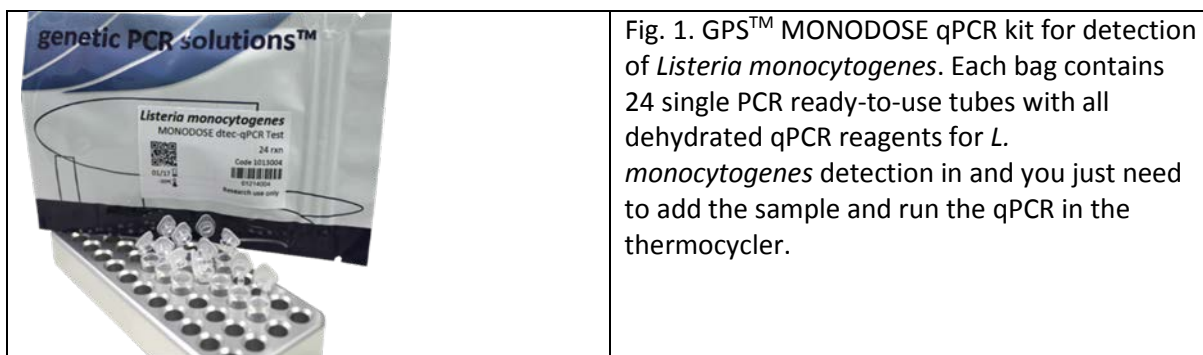 genetic PCR solutions™
Listeria monocytogenes
MONODOSE dtec-qPCR Test
24 rxn
Code 1013004
01/17
01214004
Research use only
Fig. 1. GPS™ MONODOSE qPCR kit for detection
of Listeria monocytogenes. Each bag contains
24 single PCR ready-to-use tubes with all
dehydrated qPCR reagents for L.
monocytogenes detection in and you just need
to add the sample and run the qPCR in the
thermocycler.